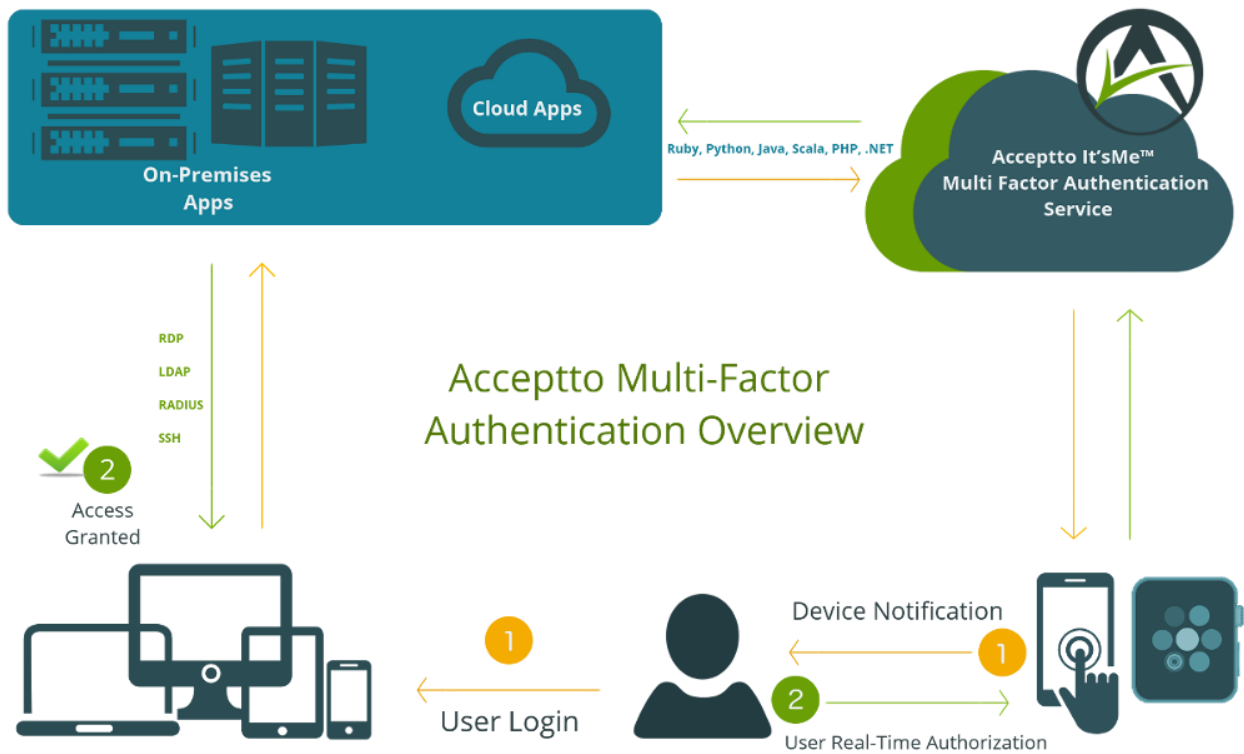 Cloud Apps
On-Premises
Apps
Ruby, Python, Java, Scala, PHP, .NET
Acceptto It'sMe™
Multi Factor Authentication
Service
RDP
LDAP
RADIUS
SSH
Acceptto Multi-Factor
Authentication Overview
2
Access
Granted
1
User Login
Device Notification
1
2
User Real-Time Authorization